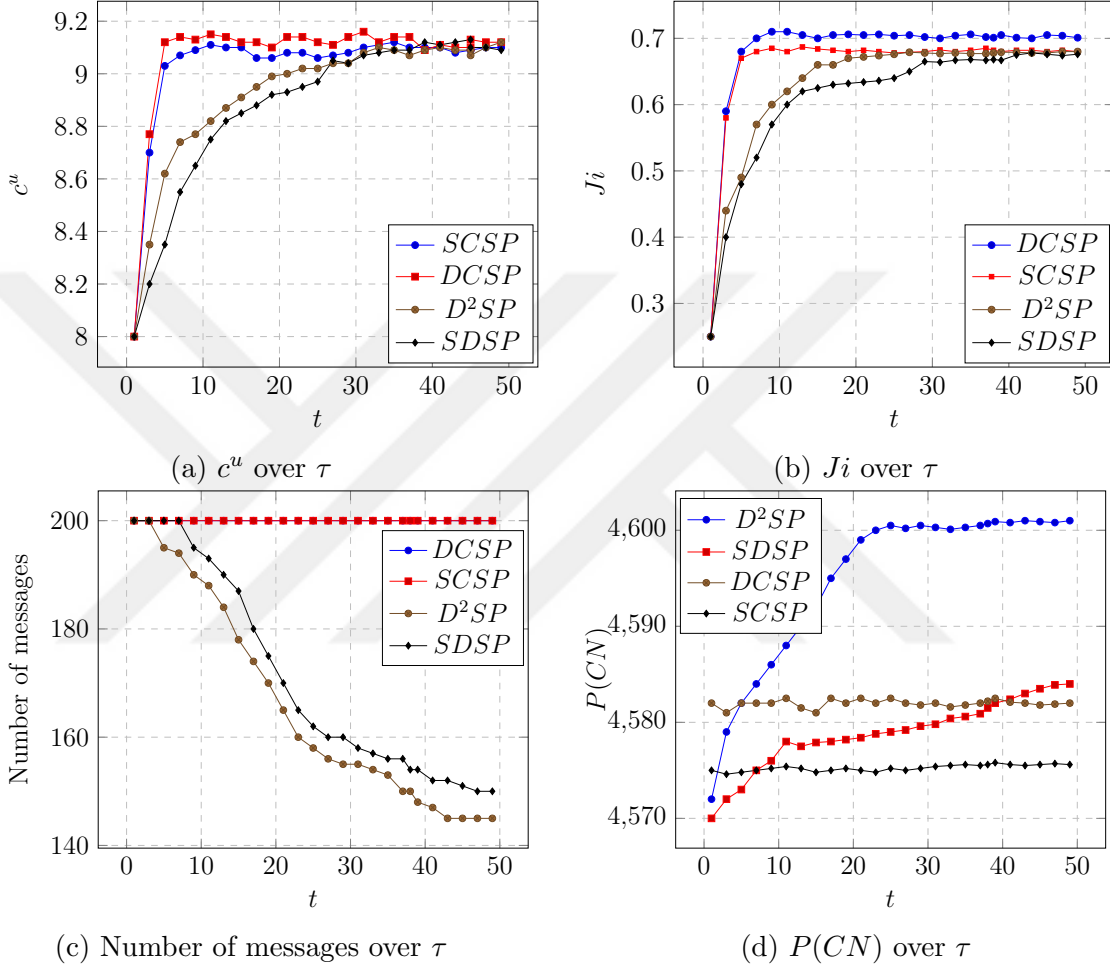 9.2
9
8.8
8.6
8.4
8.2
8
c^u
0 10 20 30 40 50
t
SCSP
DCSP
D²SP
SDSP
(a) c^u over τ
0.7
0.6
0.5
0.4
0.3
Ji
0 10 20 30 40 50
t
DCSP
SCSP
D²SP
SDSP
(b) Ji over τ
200
180
160
140
Number of messages
0 10 20 30 40 50
t
DCSP
SCSP
D²SP
SDSP
(c) Number of messages over τ
4,600
4,590
4,580
4,570
P(CN)
0 10 20 30 40 50
t
D²SP
SDSP
DCSP
SCSP
(d) P(CN) over τ